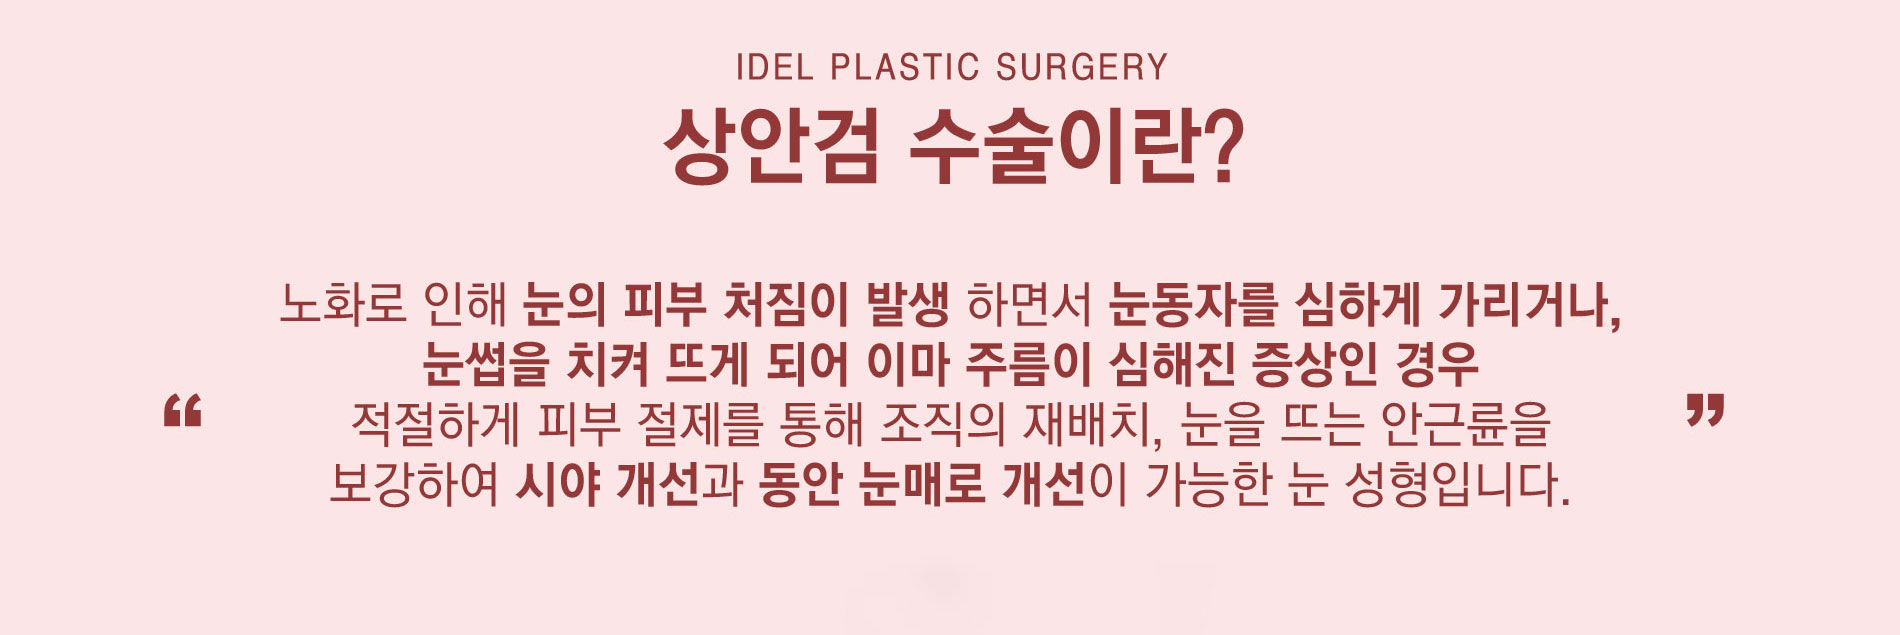 IDEL PLASTIC SURGERY
상안검 수술이란?
노화로 인해 눈의 피부 처짐이 발생 하면서 눈동자를 심하게 가리거나,
눈썹을 치켜 뜨게 되어 이마 주름이 심해진 증상인 경우
“ 적절하게 피부 절제를 통해 조직의 재배치, 눈을 뜨는 안근륜을 ”
보강하여 시야 개선과 동안 눈매로 개선이 가능한 눈 성형입니다.